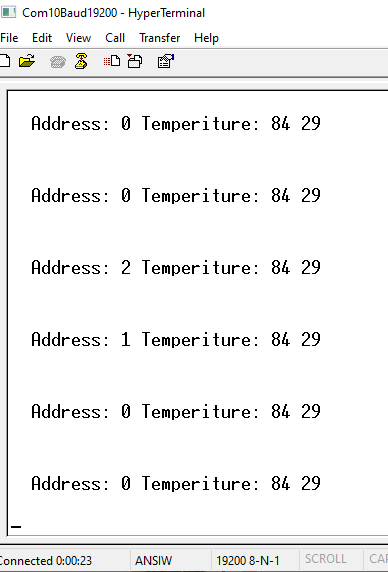 Com10Baud19200 - HyperTerminal
File Edit View Call Transfer Help
Address: 0 Temperiture: 84 29
Address: 0 Temperiture: 84 29
Address: 2 Temperiture: 84 29
Address: 1 Temperiture: 84 29
Address: 0 Temperiture: 84 29
Address: 0 Temperiture: 84 29
Connected 0:00:23 ANSIW 19200 8-N-1 SCROLL